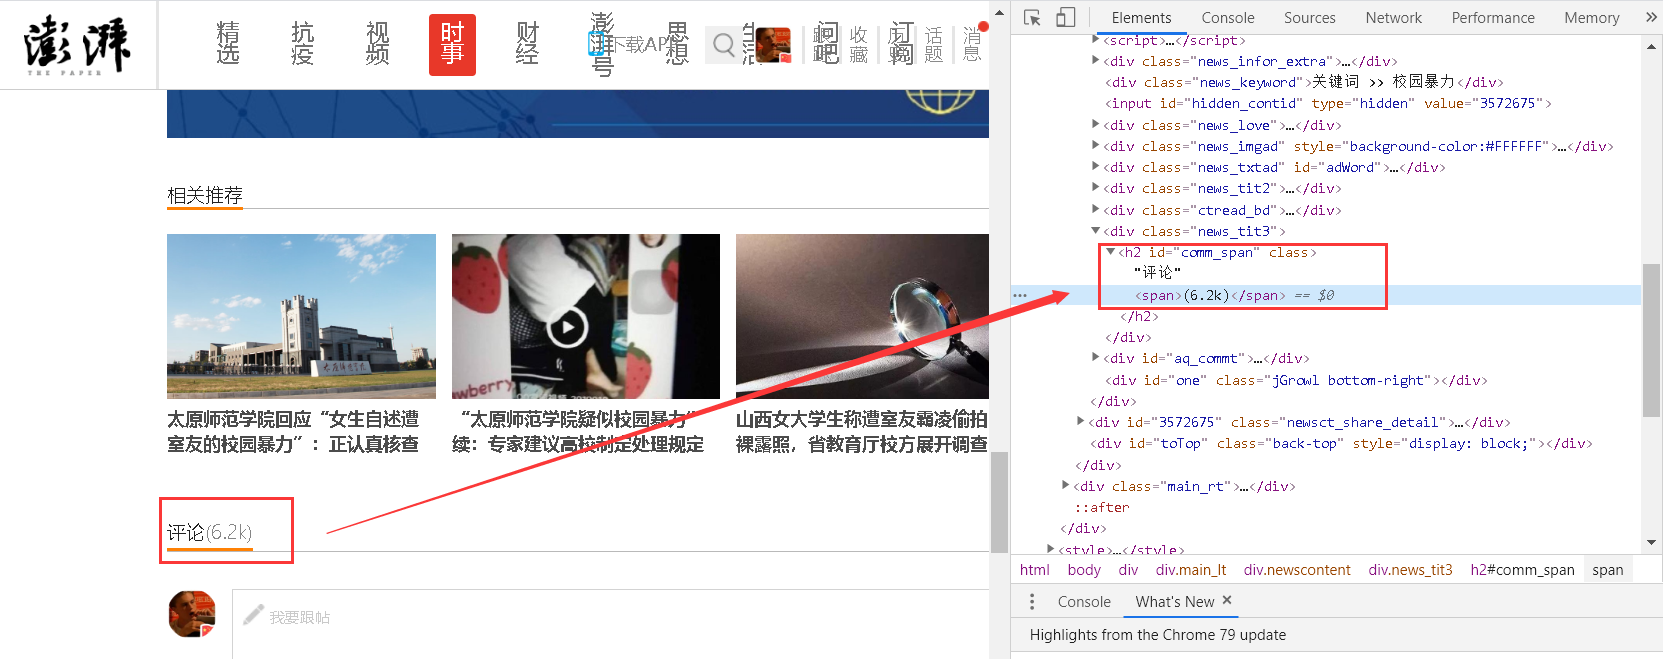 澎湃
THE PAPER
精选
抗疫
视频
时事
财经
澎湃号
下载APP
思想
生活
问吧
订阅
收藏
话题
消息
相关推荐
太原师范学院回应“女生自述遭
室友的校园暴力”：正认真核查
“太原师范学院疑似校园暴力”
续：专家建议高校制定处理规定
山西女大学生称遭室友霸凌偷拍
裸露照，省教育厅校方展开调查
评论(6.2k)
我要跟帖
Elements Console Sources Network Performance Memory »
<script>…</script>
<div class="news_infor_extra">…</div>
<div class="news_keyword">关键词 >> 校园暴力</div>
<input id="hidden_contid" type="hidden" value="3572675">
<div class="news_love">…</div>
<div class="news_imgad" style="background-color:#FFFFFF">…</div>
<div class="news_txtad" id="adWord">…</div>
<div class="news_tit2">…</div>
<div class="ctread_bd">…</div>
<div class="news_tit3">
<h2 id="comm_span" class>
"评论"
<span>(6.2k)</span> == $0
</h2>
</div>
<div id="aq_commt">…</div>
<div id="one" class="jGrowl bottom-right"></div>
</div>
<div id="3572675" class="newsct_share_detail">…</div>
<div id="toTop" class="back-top" style="display: block;"></div>
</div>
<div class="main_rt">…</div>
::after
</div>
<style>…</style>
html body div div.main_lt div.newscontent div.news_tit3 h2#comm_span span
Console What's New ×
Highlights from the Chrome 79 update